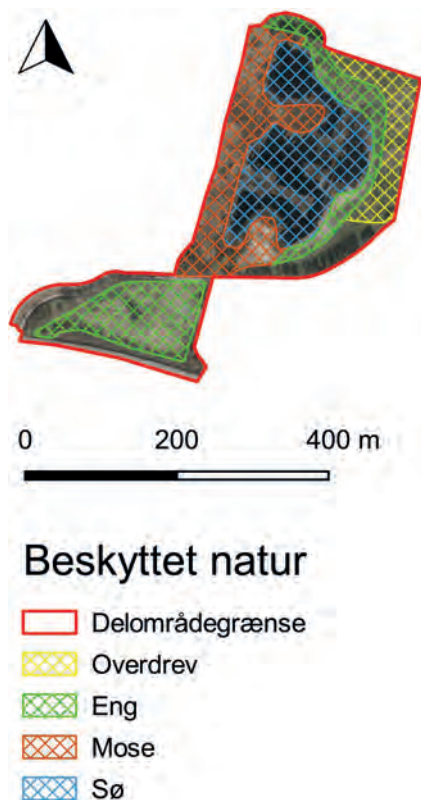 0 200 400 m
Beskyttet natur
Delområdegrænse
Overdrev
Eng
Mose
Sø